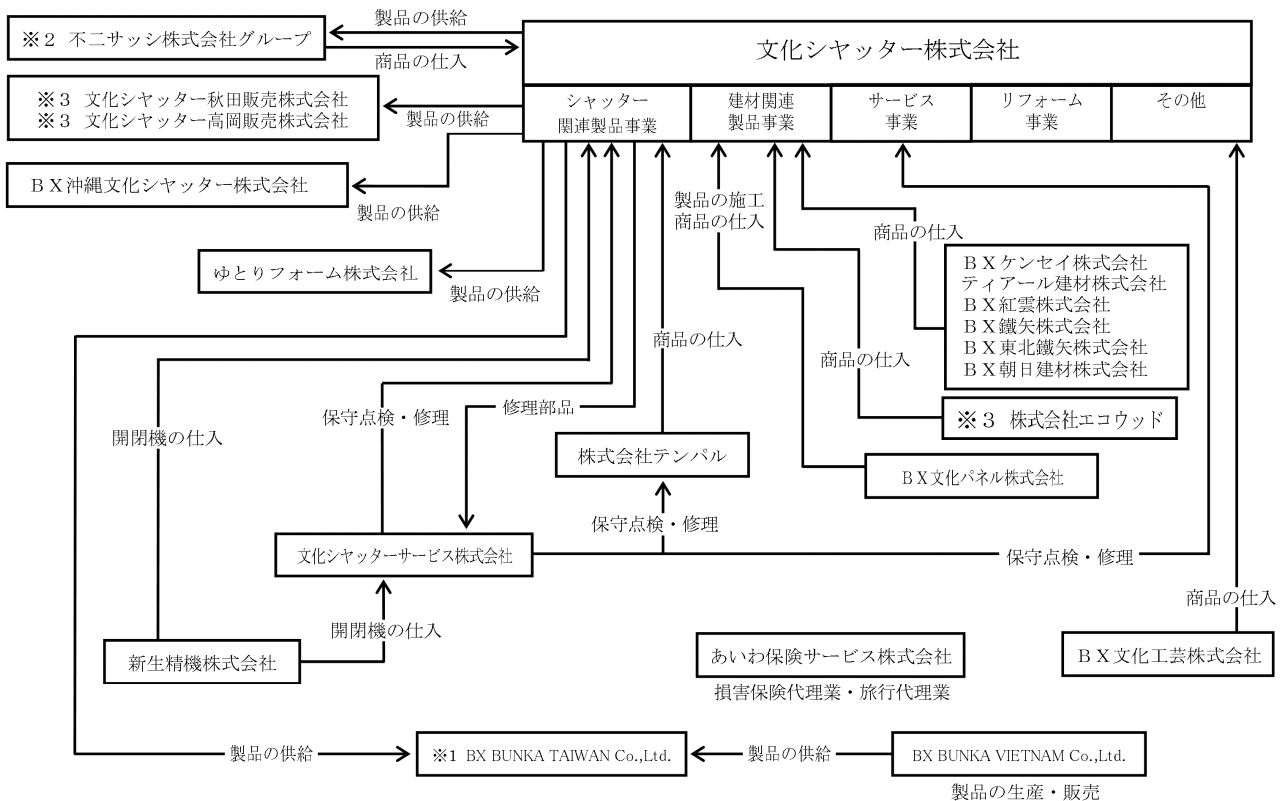 製品の供給
※２ 不二サッシ株式会社グループ
商品の仕入
文化シヤッター株式会社
※３ 文化シヤッター秋田販売株式会社
※３ 文化シヤッター高岡販売株式会社
製品の供給
シャッター
関連製品事業
建材関連
製品事業
サービス
事業
リフォーム
事業
その他
ＢＸ沖縄文化シヤッター株式会社
製品の供給
製品の施工
商品の仕入
商品の仕入
ゆとりフォーム株式会社
製品の供給
ＢＸケンセイ株式会社
ティアール建材株式会社
ＢＸ紅雲株式会社
ＢＸ鐵矢株式会社
ＢＸ東北鐵矢株式会社
ＢＸ朝日建材株式会社
商品の仕入
商品の仕入
保守点検・修理
修理部品
※３ 株式会社エコウッド
開閉機の仕入
株式会社テンパル
ＢＸ文化パネル株式会社
保守点検・修理
文化シヤッターサービス株式会社
保守点検・修理
商品の仕入
開閉機の仕入
新生精機株式会社
あいわ保険サービス株式会社
損害保険代理業・旅行代理業
ＢＸ文化工芸株式会社
製品の供給
※1 BX BUNKA TAIWAN Co.,Ltd.
製品の供給
BX BUNKA VIETNAM Co.,Ltd.
製品の生産・販売